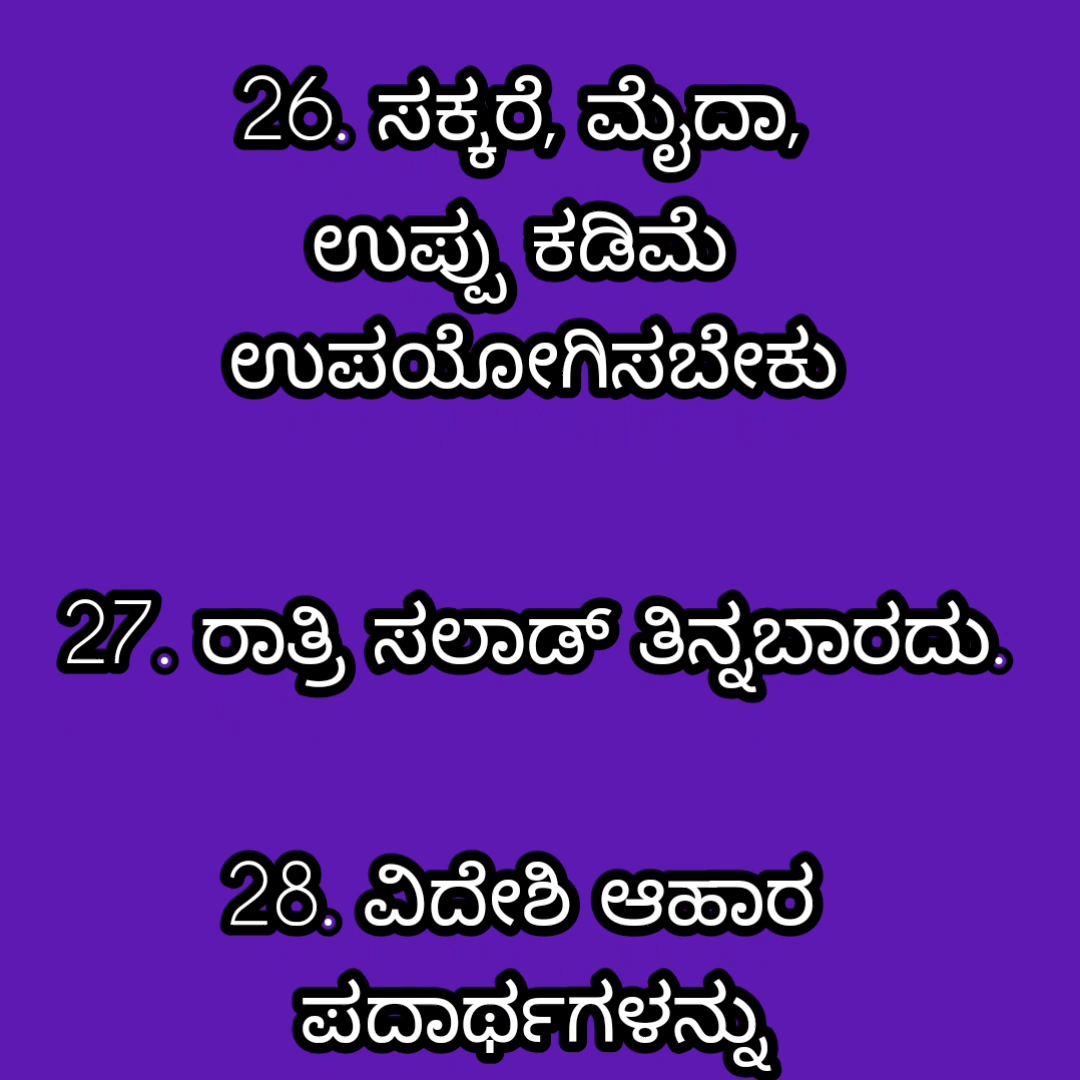 26. ಸಕ್ಕರೆ, ಮೈದಾ,
ಉಪ್ಪು ಕಡಿಮೆ
ಉಪಯೋಗಿಸಬೇಕು
27. ರಾತ್ರಿ ಸಲಾಡ್ ತಿನ್ನಬಾರದು.
28. ವಿದೇಶಿ ಆಹಾರ
ಪದಾರ್ಥಗಳನ್ನು